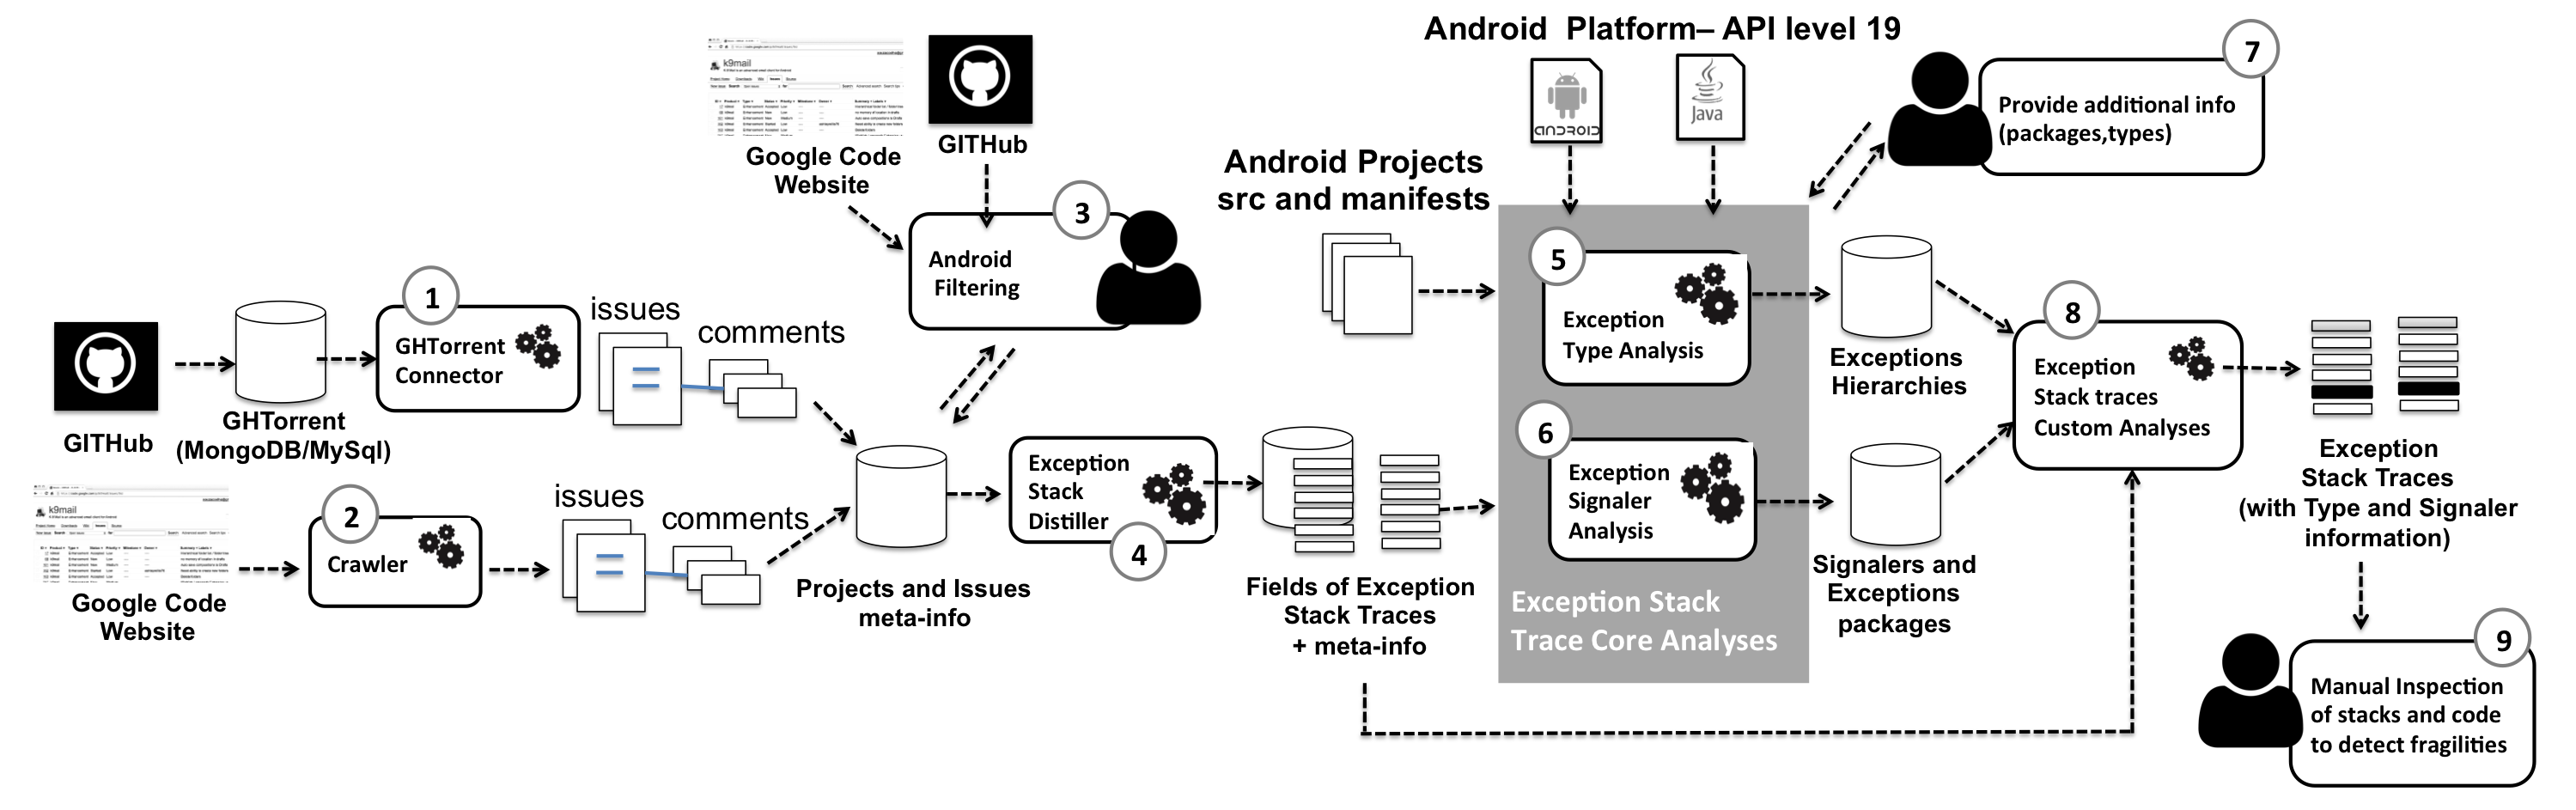 Android Platform– API level 19
7
k9mail
Provide additional info
(packages,types)
ANDROID
Java
GITHub
Google Code
Website
Android Projects
src and manifests
3
Android
Filtering
5
Exception
Type Analysis
1
GHTorrent
Connector
issues
comments
GITHub
GHTorrent
(MongoDB/MySql)
Exceptions
Hierarchies
8
Exception
Stack traces
Custom Analyses
6
Exception
Signaler
Analysis
Exception
Stack
Distiller
4
k9mail
2
Crawler
issues
comments
Google Code
Website
Projects and Issues
meta-info
Fields of Exception
Stack Traces
+ meta-info
Exception Stack
Trace Core Analyses
Signalers and
Exceptions
packages
Exception
Stack Traces
(with Type and Signaler
information)
9
Manual Inspection
of stacks and code
to detect fragilities